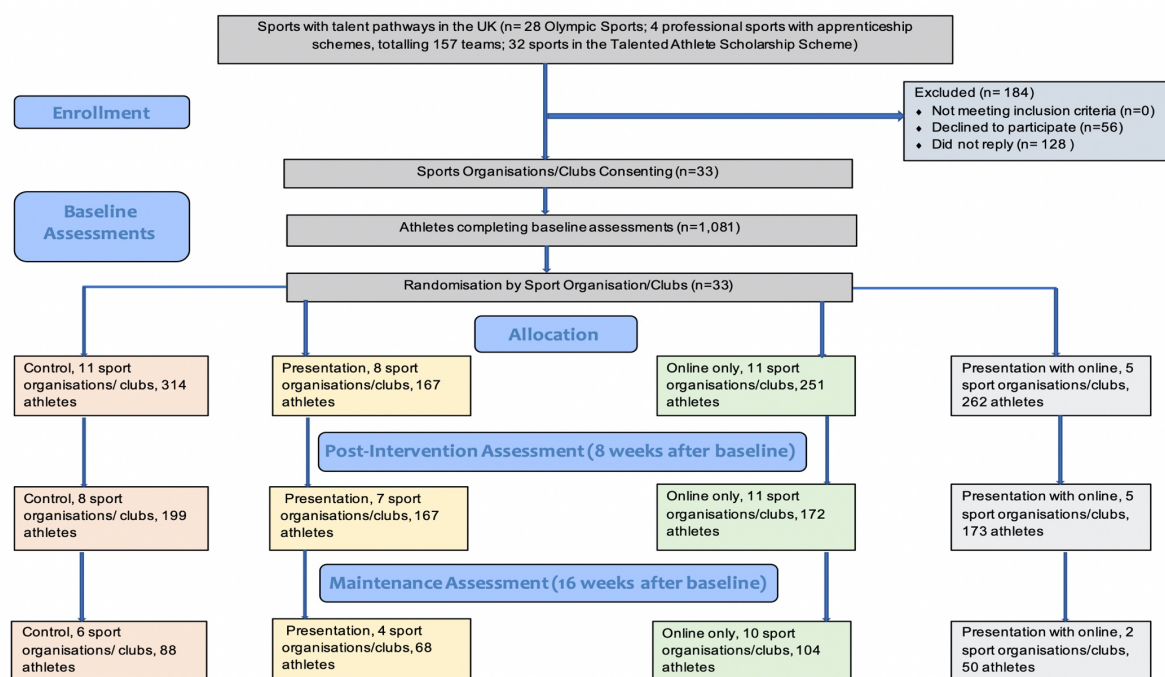 Sports with talent pathways in the UK (n= 28 Olympic Sports; 4 professional sports with apprenticeship
schemes, totalling 157 teams; 32 sports in the Talented Athlete Scholarship Scheme)
Enrollment
Excluded (n= 184)
♦ Not meeting inclusion criteria (n=0)
♦ Declined to participate (n=56)
♦ Did not reply (n= 128 )
Sports Organisations/Clubs Consenting (n=33)
Baseline
Assessments
Athletes completing baseline assessments (n=1,081)
Randomisation by Sport Organisation/Clubs (n=33)
Allocation
Control, 11 sport
organisations/ clubs, 314
athletes
Presentation, 8 sport
organisations/clubs, 167
athletes
Online only, 11 sport
organisations/clubs, 251
athletes
Presentation with online, 5
sport organisations/clubs,
262 athletes
Post-Intervention Assessment (8 weeks after baseline)
Control, 8 sport
organisations/ clubs, 199
athletes
Presentation, 7 sport
organisations/clubs, 167
athletes
Online only, 11 sport
organisations/clubs, 172
athletes
Presentation with online, 5
sport organisations/clubs,
173 athletes
Maintenance Assessment (16 weeks after baseline)
Control, 6 sport
organisations/ clubs, 88
athletes
Presentation, 4 sport
organisations/clubs, 68
athletes
Online only, 10 sport
organisations/clubs, 104
athletes
Presentation with online, 2
sport organisations/clubs,
50 athletes